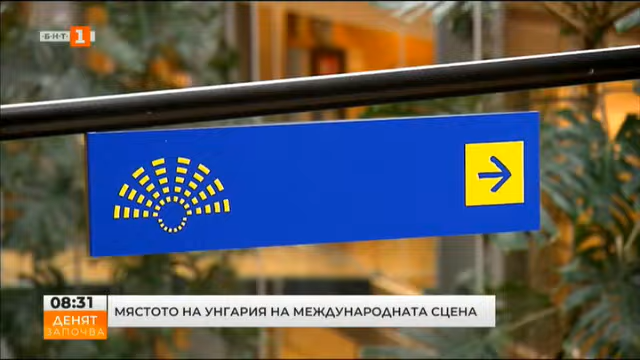 БНТ 1
08:31
ДЕНЯТ
ЗАПОЧВА
МЯСТОТО НА УНГАРИЯ НА МЕЖДУНАРОДНАТА СЦЕНА